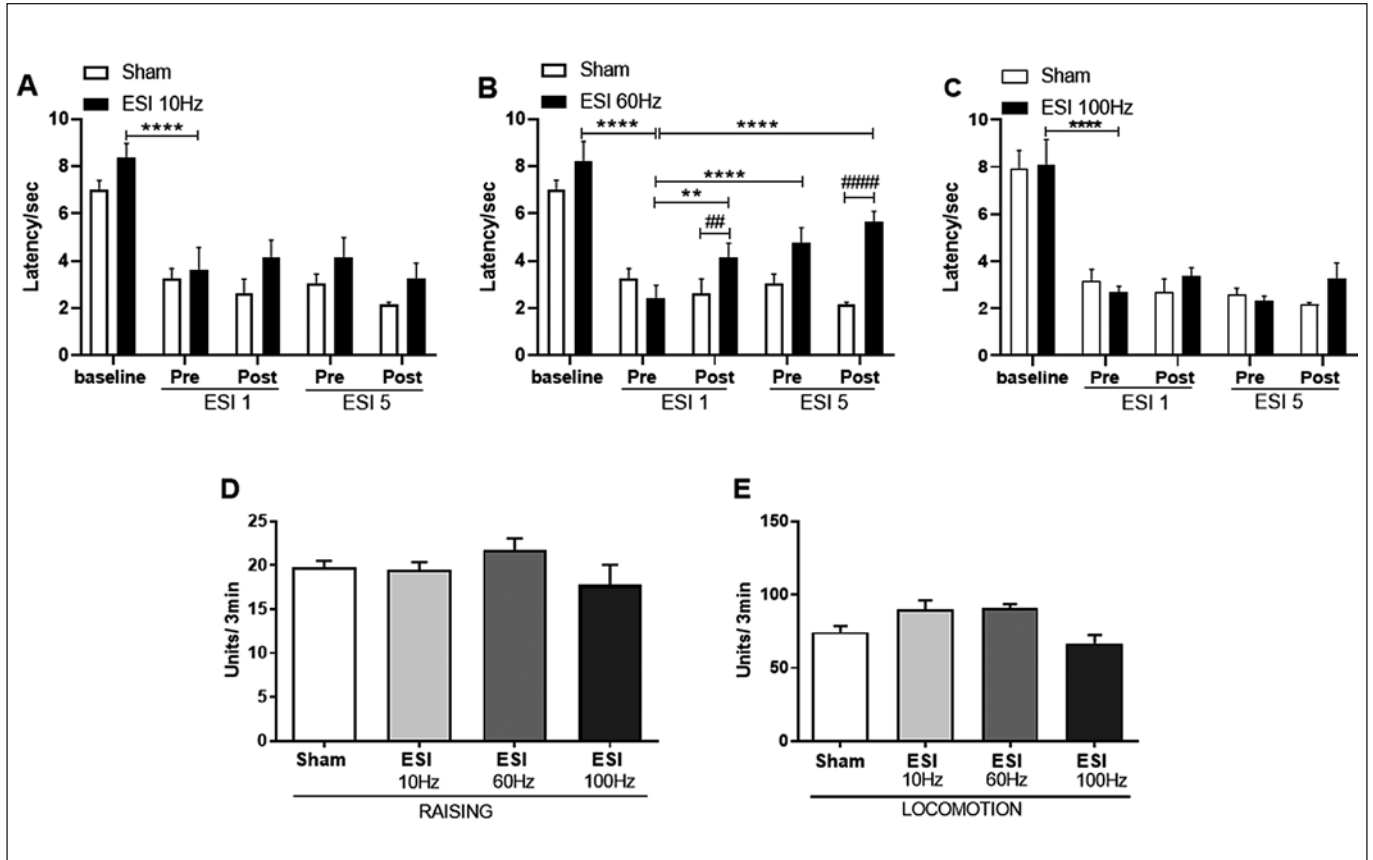 A
Sham
ESI 10Hz
****
Latency/sec
10
8
6
4
2
0
baseline Pre Post Pre Post
ESI 1 ESI 5
B
Sham
ESI 60Hz
**** ****
****
**
##
####
Latency/sec
10
8
6
4
2
0
baseline Pre Post Pre Post
ESI 1 ESI 5
C
Sham
ESI 100Hz
****
Latency/sec
10
8
6
4
2
0
baseline Pre Post Pre Post
ESI 1 ESI 5
D
Units/ 3min
25
20
15
10
5
0
Sham ESI ESI ESI
10Hz 60Hz 100Hz
RAISING
E
Units/ 3min
150
100
50
0
Sham ESI ESI ESI
10Hz 60Hz 100Hz
LOCOMOTION